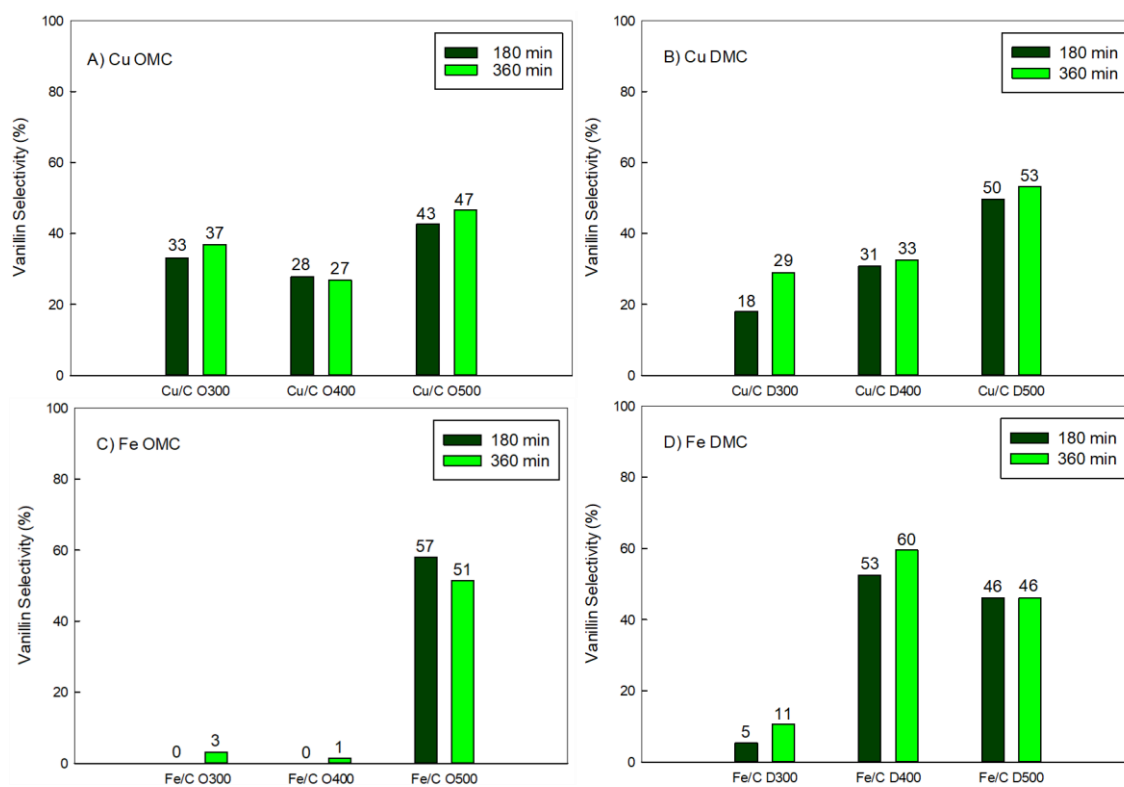 A) Cu OMC
180 min
360 min
Vanillin Selectivity (%)
100
80
60
40
20
0
33
37
28
27
43
47
Cu/C O300
Cu/C O400
Cu/C O500
B) Cu DMC
180 min
360 min
Vanillin Selectivity (%)
100
80
60
40
20
0
18
29
31
33
50
53
Cu/C D300
Cu/C D400
Cu/C D500
C) Fe OMC
180 min
360 min
Vanillin Selectivity (%)
100
80
60
40
20
0
0
3
0
1
57
51
Fe/C O300
Fe/C O400
Fe/C O500
D) Fe DMC
180 min
360 min
Vanillin Selectivity (%)
100
80
60
40
20
0
5
11
53
60
46
46
Fe/C D300
Fe/C D400
Fe/C D500